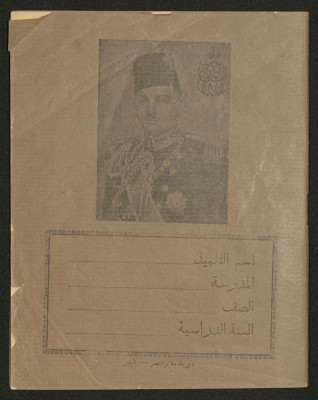 اسم التلميذ
المدرسة
الصف
السنة الدراسية